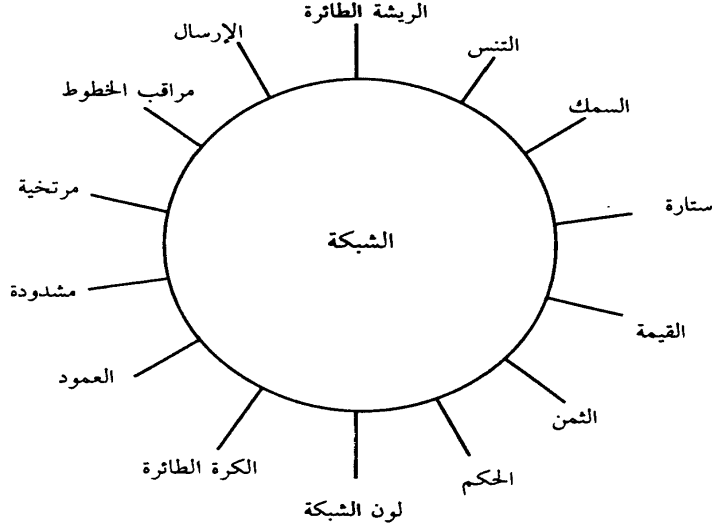 الريشة الطائرة
التنس
السمك
ستارة
القيمة
الثمن
الحكم
لون الشبكة
الكرة الطائرة
العمود
مشدودة
مرتخية
مراقب الخطوط
الإرسال
الشبكة